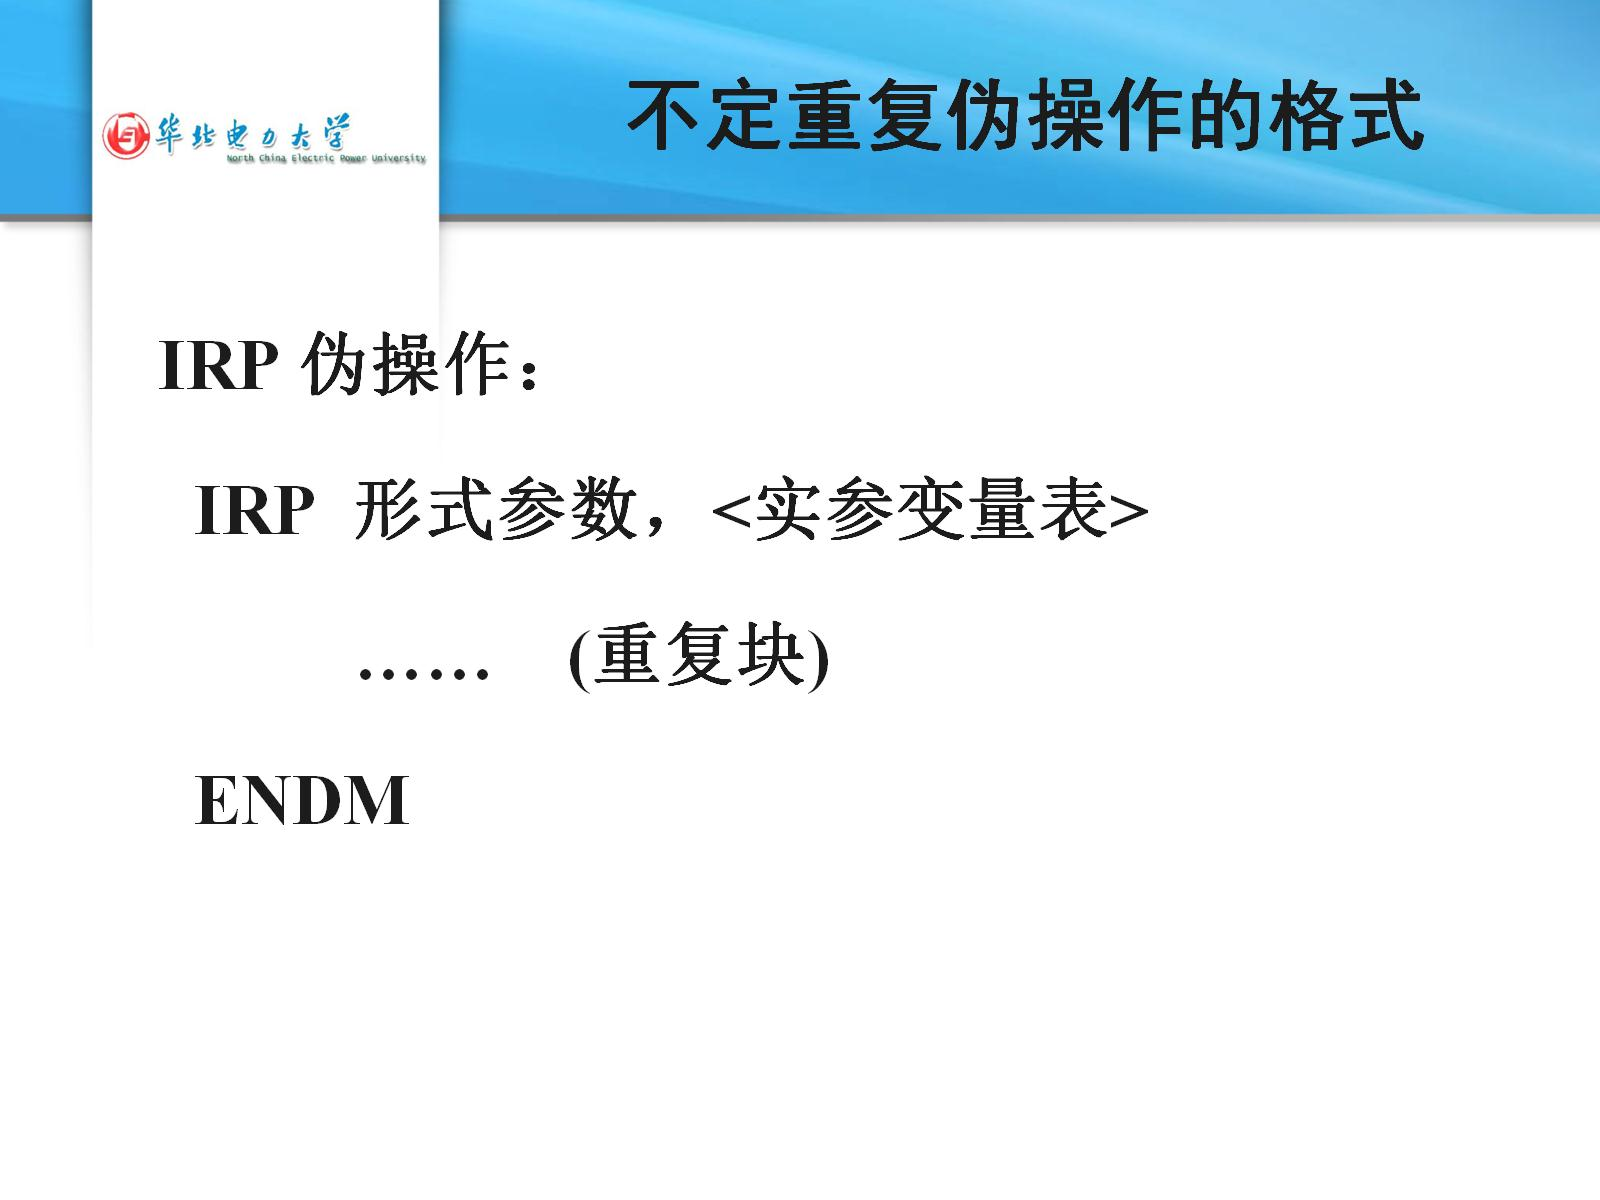 华北电力大学
North China Electric Power University
不定重复伪操作的格式
IRP 伪操作：
IRP 形式参数，<实参变量表>
…… (重复块)
ENDM